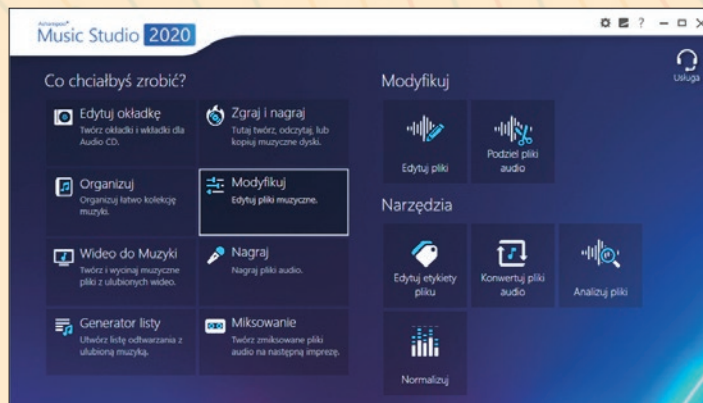 Ashampoo®
Music Studio 2020
?
Usługa
Co chciałbyś zrobić?
Edytuj okładkę
Twórz okładki i wkładki dla
Audio CD.
Zgraj i nagraj
Tutaj twórz, odczytaj, lub
kopiuj muzyczne dyski.
Organizuj
Organizuj łatwo kolekcję
muzyki.
Modyfikuj
Edytuj pliki muzyczne.
Wideo do Muzyki
Twórz i wycinaj muzyczne
pliki z ulubionych wideo.
Nagraj
Nagraj pliki audio.
Generator listy
Utwórz listę odtwarzania z
ulubioną muzyką.
Miksowanie
Twórz zmiksowane pliki
audio na następną imprezę.
Modyfikuj
Edytuj pliki
Podziel pliki
audio
Narzędzia
Edytuj etykiety
pliku
Konwertuj pliki
audio
Analizuj pliki
Normalizuj